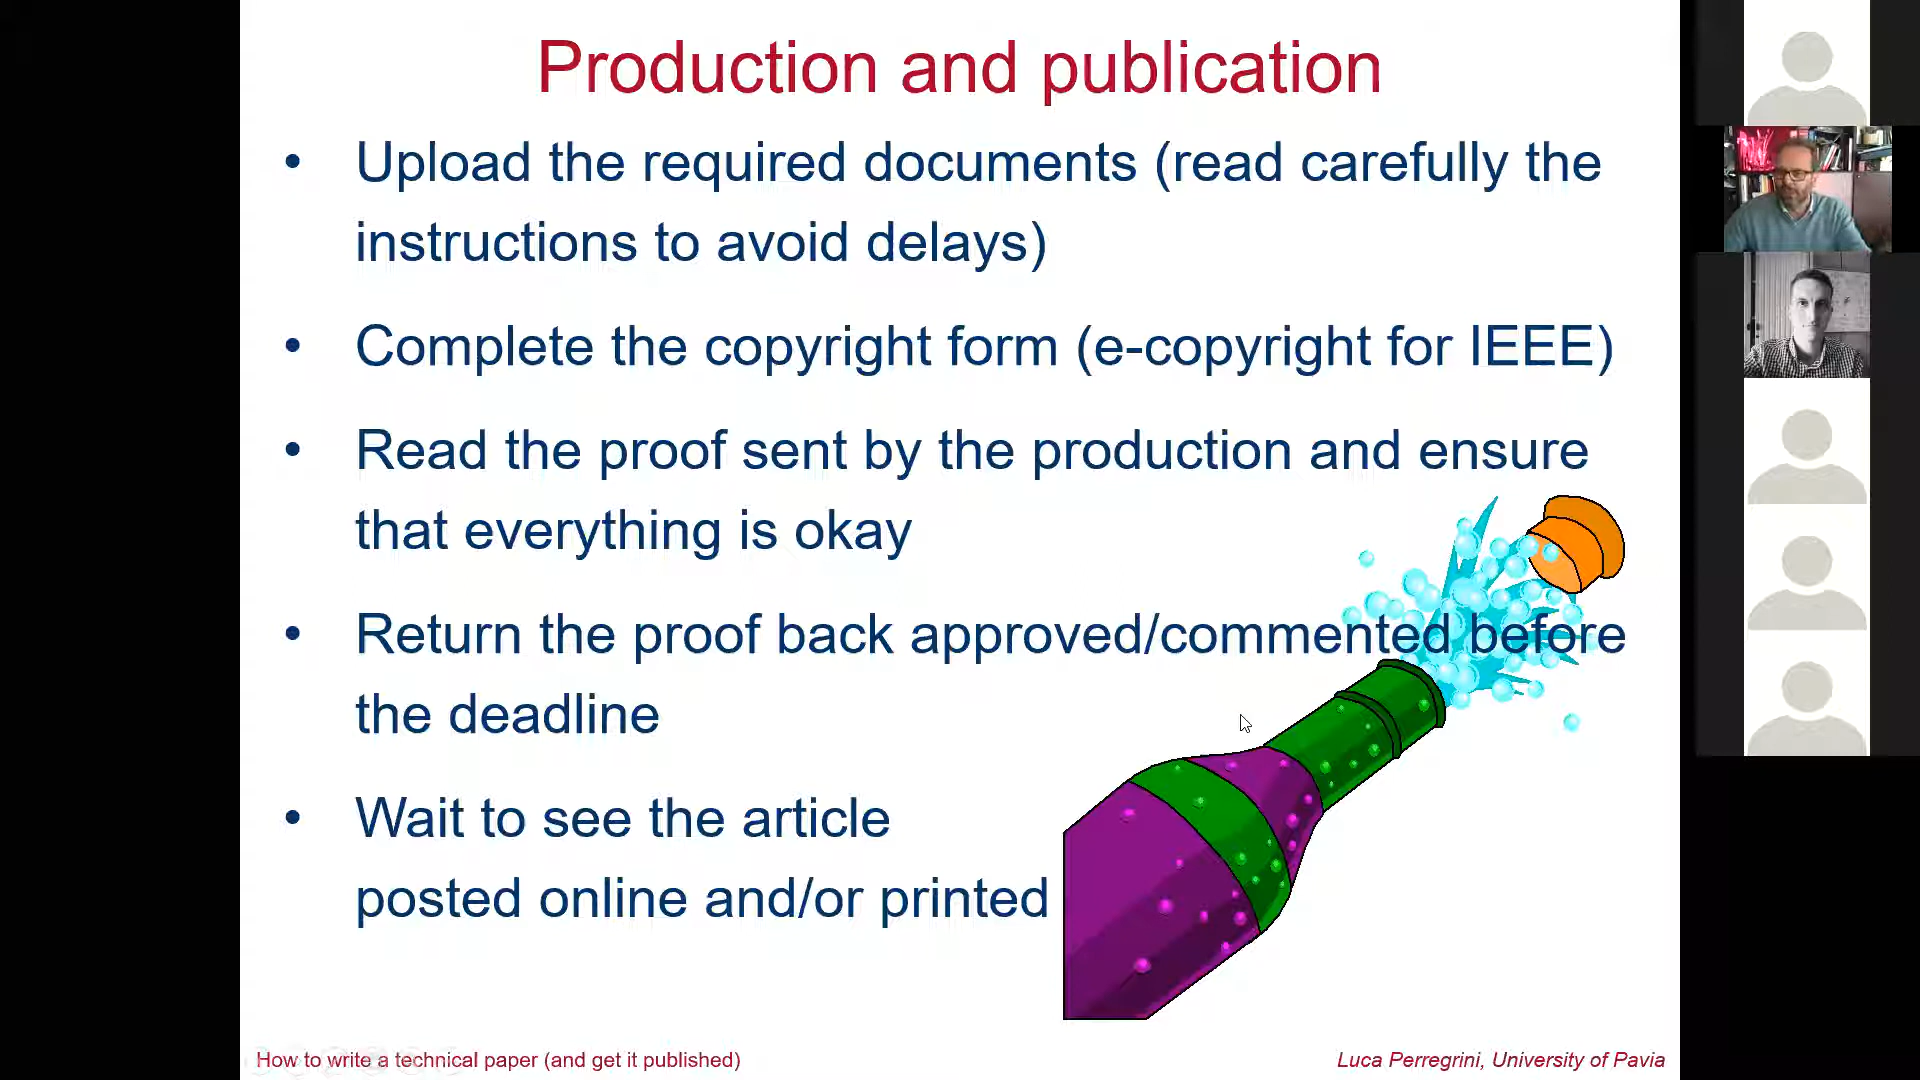 Production and publication
• Upload the required documents (read carefully the
instructions to avoid delays)
• Complete the copyright form (e-copyright for IEEE)
• Read the proof sent by the production and ensure
that everything is okay
• Return the proof back approved/commented before
the deadline
• Wait to see the article
posted online and/or printed
How to write a technical paper (and get it published)
Luca Perregrini, University of Pavia